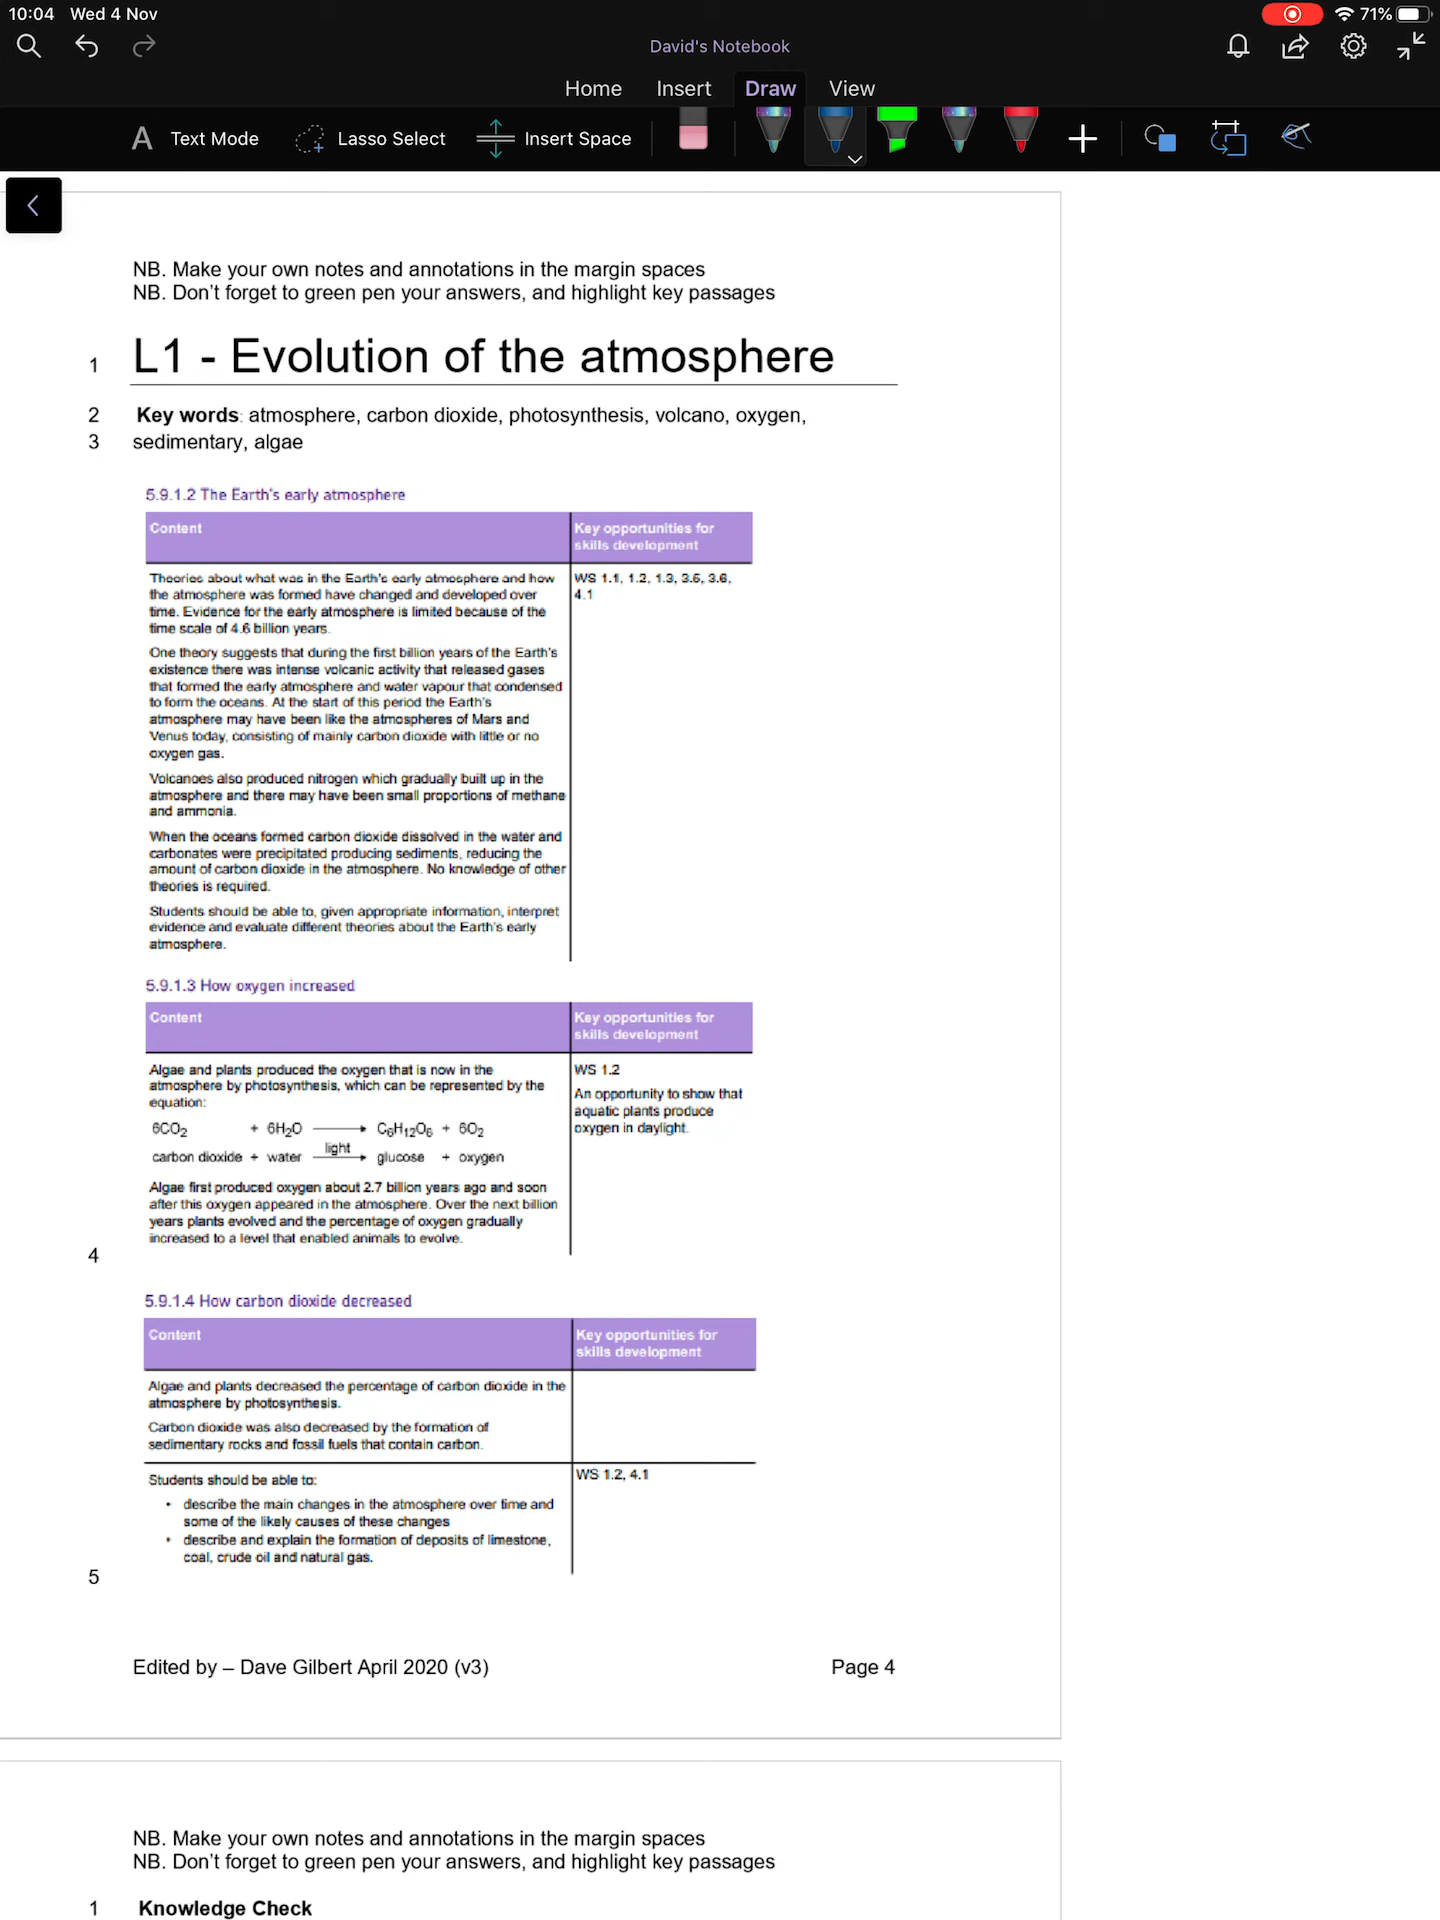 10:04 Wed 4 Nov
71%
David's Notebook
Home Insert Draw View
A Text Mode Lasso Select Insert Space
NB. Make your own notes and annotations in the margin spaces
NB. Don't forget to green pen your answers, and highlight key passages
1 L1 - Evolution of the atmosphere
2 Key words: atmosphere, carbon dioxide, photosynthesis, volcano, oxygen,
3 sedimentary, algae
5.9.1.2 The Earth's early atmosphere
Content
Key opportunities for
skills development
Theories about what was in the Earth's early atmosphere and how
the atmosphere was formed have changed and developed over
time. Evidence for the early atmosphere is limited because of the
time scale of 4.6 billion years.
WS 1.1, 1.2, 1.3, 3.5, 3.6,
4.1
One theory suggests that during the first billion years of the Earth's
existence there was intense volcanic activity that released gases
that formed the early atmosphere and water vapour that condensed
to form the oceans. At the start of this period the Earth's
atmosphere may have been like the atmospheres of Mars and
Venus today, consisting of mainly carbon dioxide with little or no
oxygen gas.
Volcanoes also produced nitrogen which gradually built up in the
atmosphere and there may have been small proportions of methane
and ammonia.
When the oceans formed carbon dioxide dissolved in the water and
carbonates were precipitated producing sediments, reducing the
amount of carbon dioxide in the atmosphere. No knowledge of other
theories is required.
Students should be able to, given appropriate information, interpret
evidence and evaluate different theories about the Earth's early
atmosphere.
5.9.1.3 How oxygen increased
Content
Key opportunities for
skills development
Algae and plants produced the oxygen that is now in the
atmosphere by photosynthesis, which can be represented by the
equation:
WS 1.2
An opportunity to show that
aquatic plants produce
oxygen in daylight.
6CO₂ + 6H₂O ⟶ C₆H₁₂O₆ + 6O₂
light
carbon dioxide + water ⟶ glucose + oxygen
Algae first produced oxygen about 2.7 billion years ago and soon
after this oxygen appeared in the atmosphere. Over the next billion
years plants evolved and the percentage of oxygen gradually
increased to a level that enabled animals to evolve.
4
5.9.1.4 How carbon dioxide decreased
Content
Key opportunities for
skills development
Algae and plants decreased the percentage of carbon dioxide in the
atmosphere by photosynthesis.
Carbon dioxide was also decreased by the formation of
sedimentary rocks and fossil fuels that contain carbon.
Students should be able to:
WS 1.2, 4.1
• describe the main changes in the atmosphere over time and
some of the likely causes of these changes
• describe and explain the formation of deposits of limestone,
coal, crude oil and natural gas.
5
Edited by – Dave Gilbert April 2020 (v3) Page 4
NB. Make your own notes and annotations in the margin spaces
NB. Don't forget to green pen your answers, and highlight key passages
1 Knowledge Check